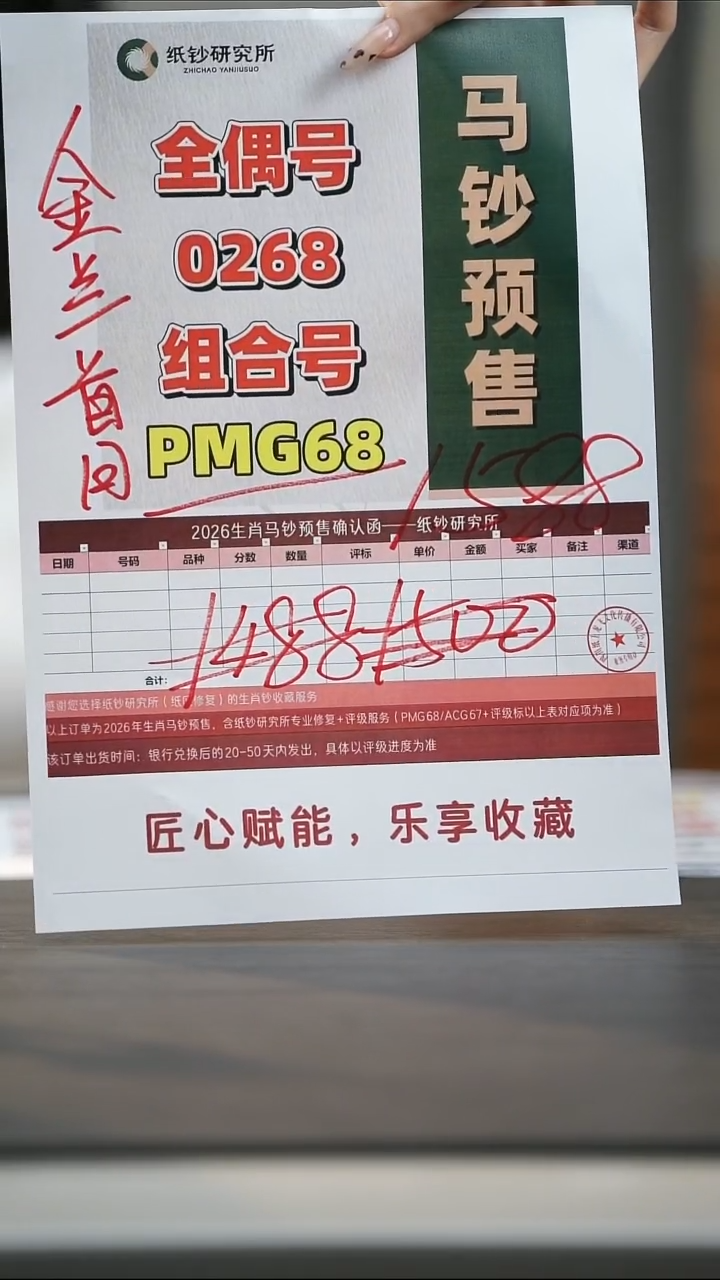 纸钞研究所
ZHICHAO YANJIUSUO
全偶号
0268
组合号
PMG68
马钞预售
1588
2026生肖马钞预售确认函——纸钞研究所
日期 号码 品种 分数 数量 评标 单价 金额 买家 备注 渠道
1488 1500
合计:
感谢您选择纸钞研究所(纸医修复)的生肖钞收藏服务
以上订单为2026年生肖马钞预售,含纸钞研究所专业修复+评级服务(PMG68/ACG67+评级标以上表对应项为准)
该订单出货时间:银行兑换后的20-50天内发出,具体以评级进度为准
匠心赋能,乐享收藏